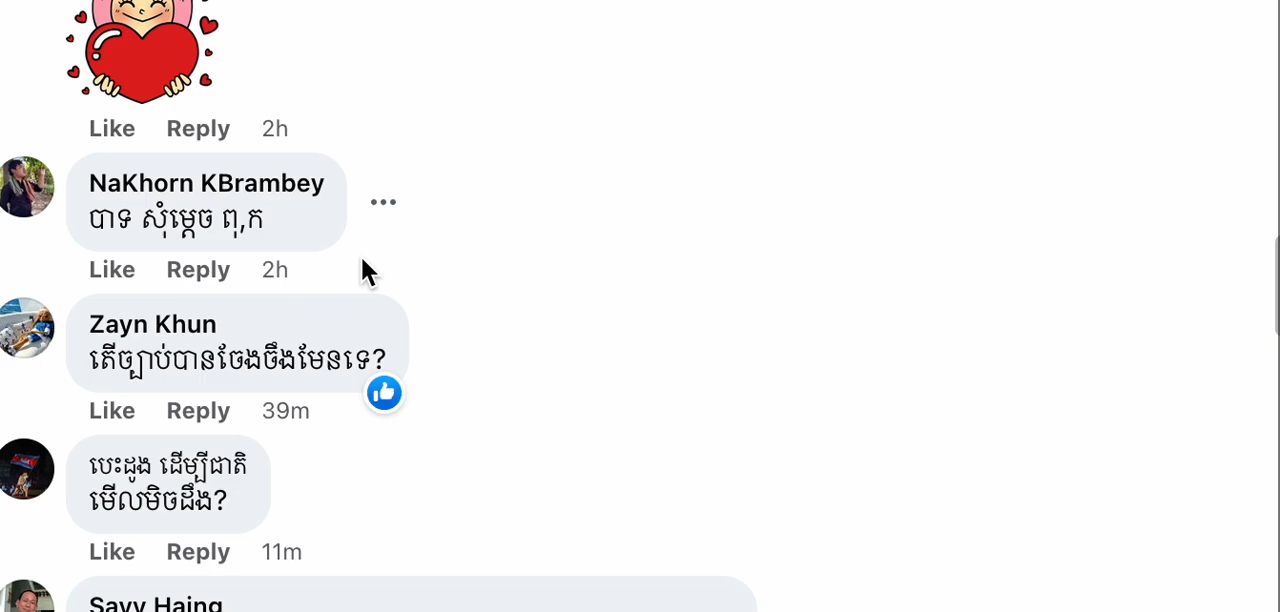 Like Reply 2h
NaKhorn KBrambey
បាទ សុំម្តេច ពុ,ក
Like Reply 2h
Zayn Khun
តើច្បាប់បានចែងចឹងមែនទេ?
Like Reply 39m
បេះដូង ដើម្បីជាតិ
មើលមិចដឹង?
Like Reply 11m
Savy Haing